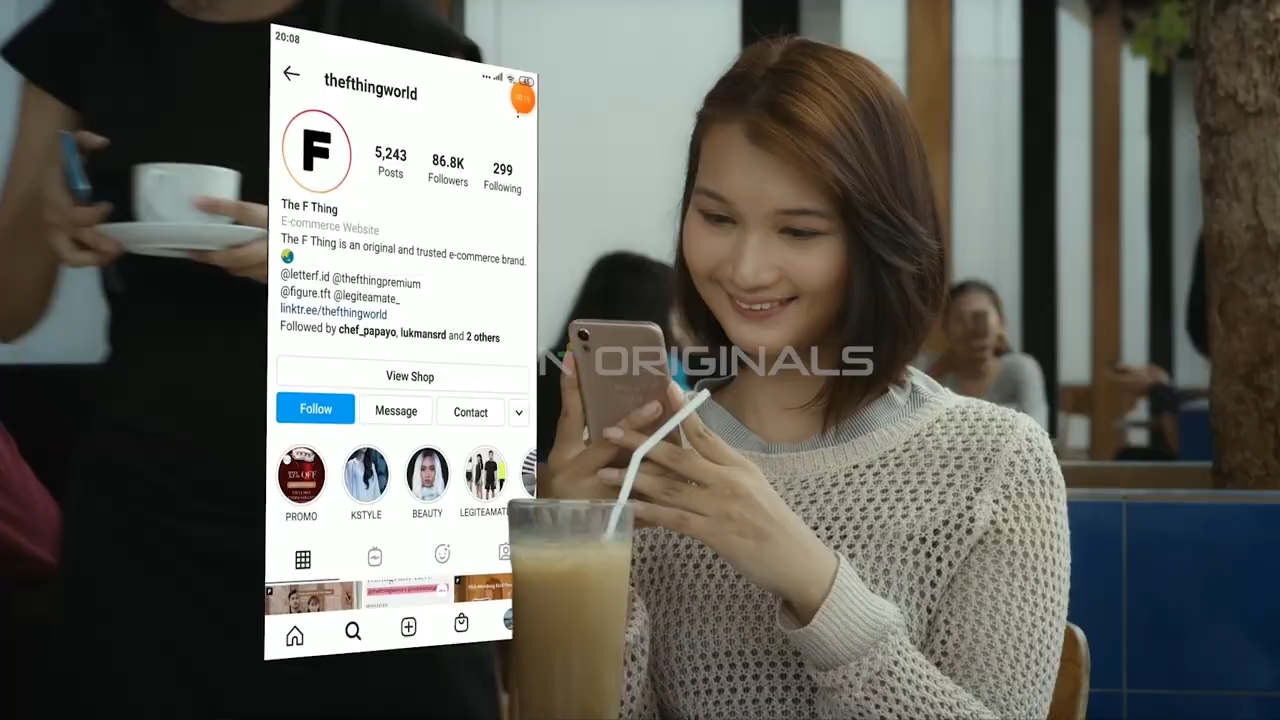 20:08
thefthingworld
F
5,243
Posts
86.8K
Followers
299
Following
The F Thing
E-commerce Website
The F Thing is an original and trusted e-commerce brand.
@letterf.id @thefthingpremium
@figure.tft @legiteamate_
linktr.ee/thefthingworld
Followed by chef_papayo, lukmansrd and 2 others
View Shop
Follow
Message
Contact
PROMO
KSTYLE
BEAUTY
LEGITEAMAT
N ORIGINALS